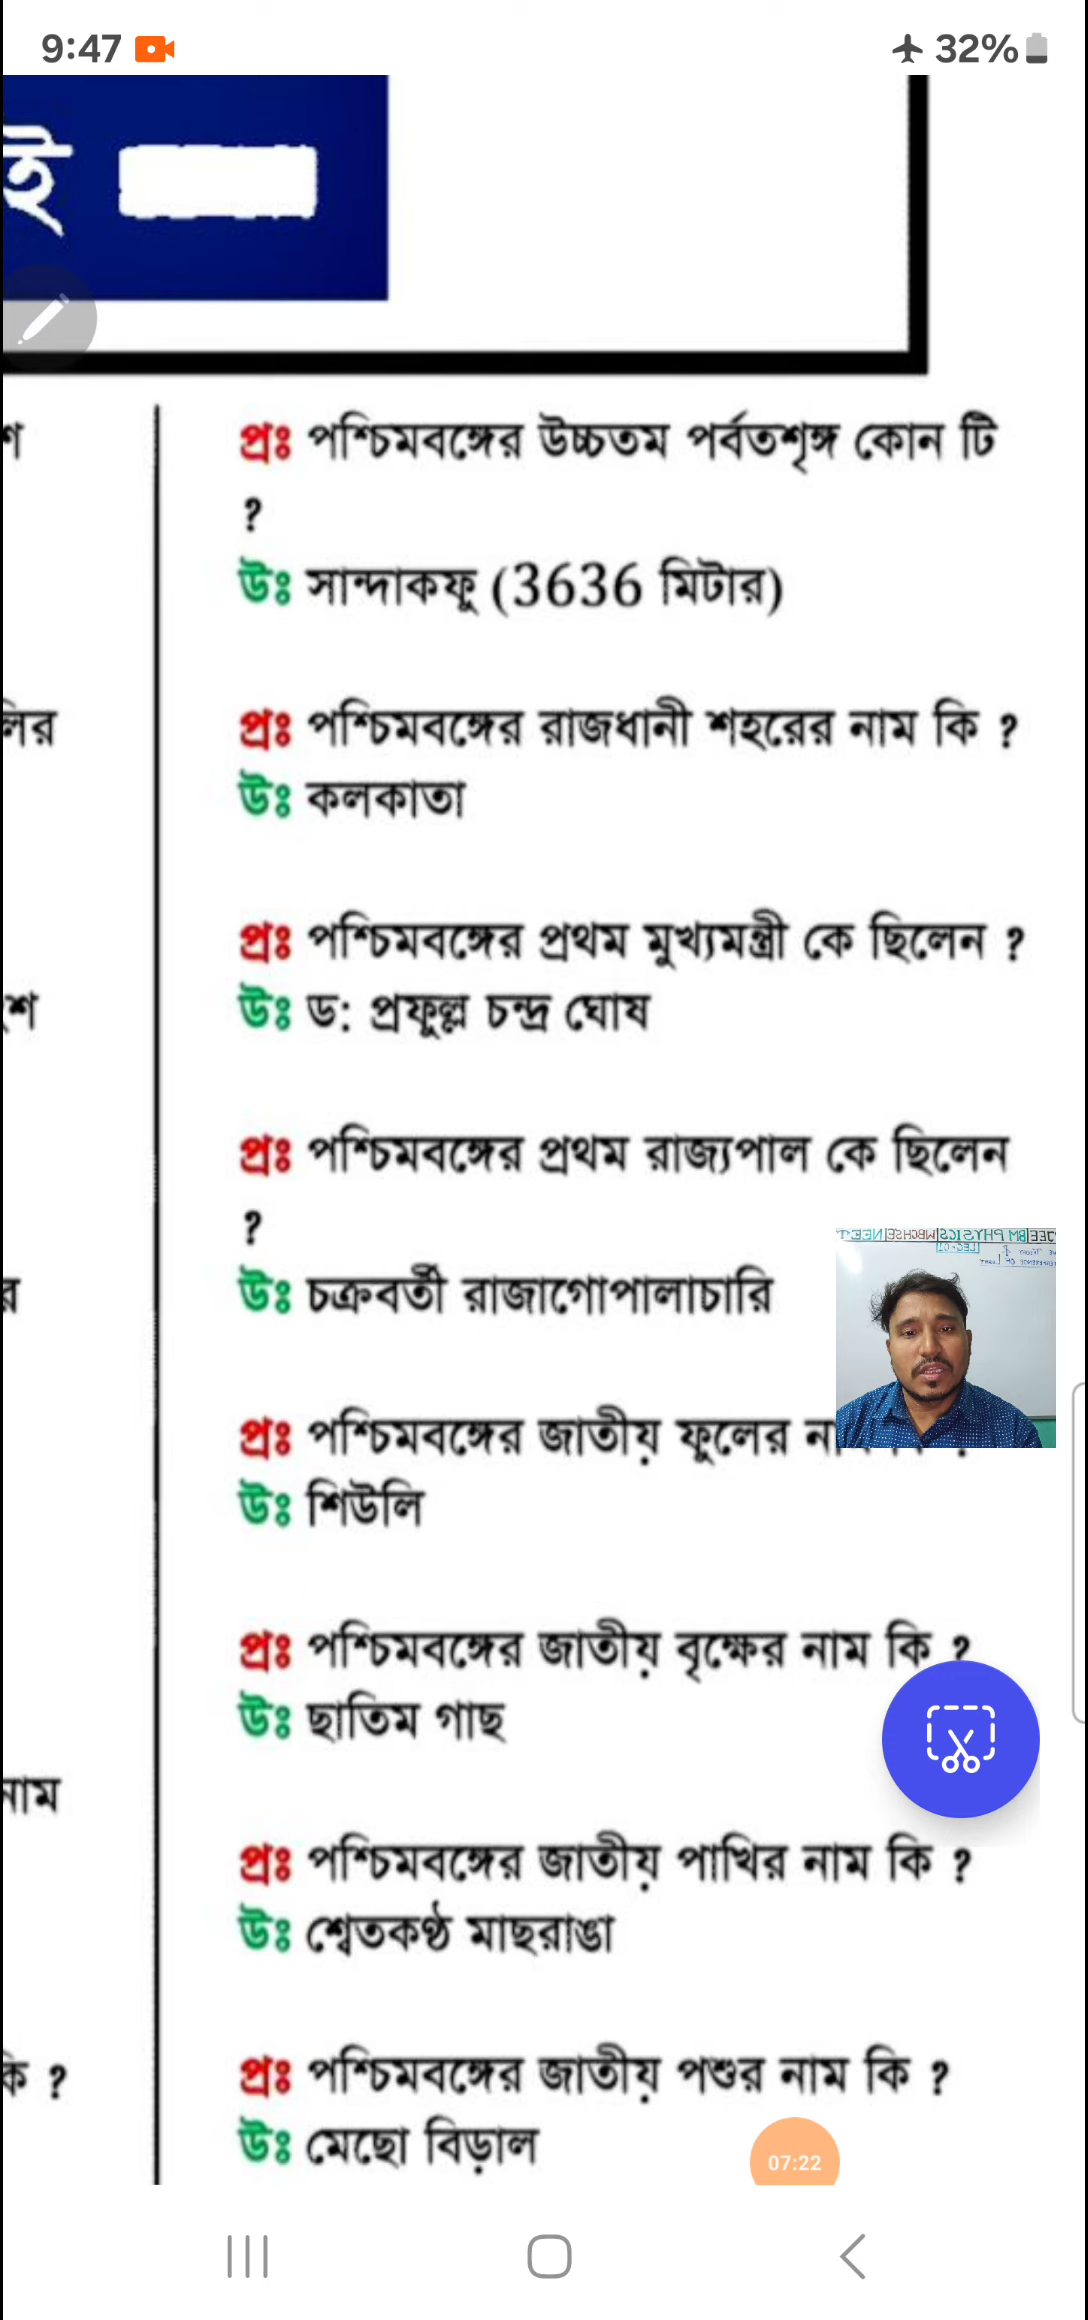 9:47
32%
ই
প্রঃ পশ্চিমবঙ্গের উচ্চতম পর্বতশৃঙ্গ কোন টি
?
উঃ সান্দাকফু (3636 মিটার)
প্রঃ পশ্চিমবঙ্গের রাজধানী শহরের নাম কি ?
উঃ কলকাতা
প্রঃ পশ্চিমবঙ্গের প্রথম মুখ্যমন্ত্রী কে ছিলেন ?
উঃ ড: প্রফুল্ল চন্দ্র ঘোষ
প্রঃ পশ্চিমবঙ্গের প্রথম রাজ্যপাল কে ছিলেন
?
উঃ চক্রবর্তী রাজাগোপালাচারি
প্রঃ পশ্চিমবঙ্গের জাতীয় ফুলের
উঃ শিউলি
প্রঃ পশ্চিমবঙ্গের জাতীয় বৃক্ষের নাম কি ?
উঃ ছাতিম গাছ
নাম
প্রঃ পশ্চিমবঙ্গের জাতীয় পাখির নাম কি ?
উঃ শ্বেতকণ্ঠ মাছরাঙা
কি ?
প্রঃ পশ্চিমবঙ্গের জাতীয় পশুর নাম কি ?
উঃ মেছো বিড়াল
07:22